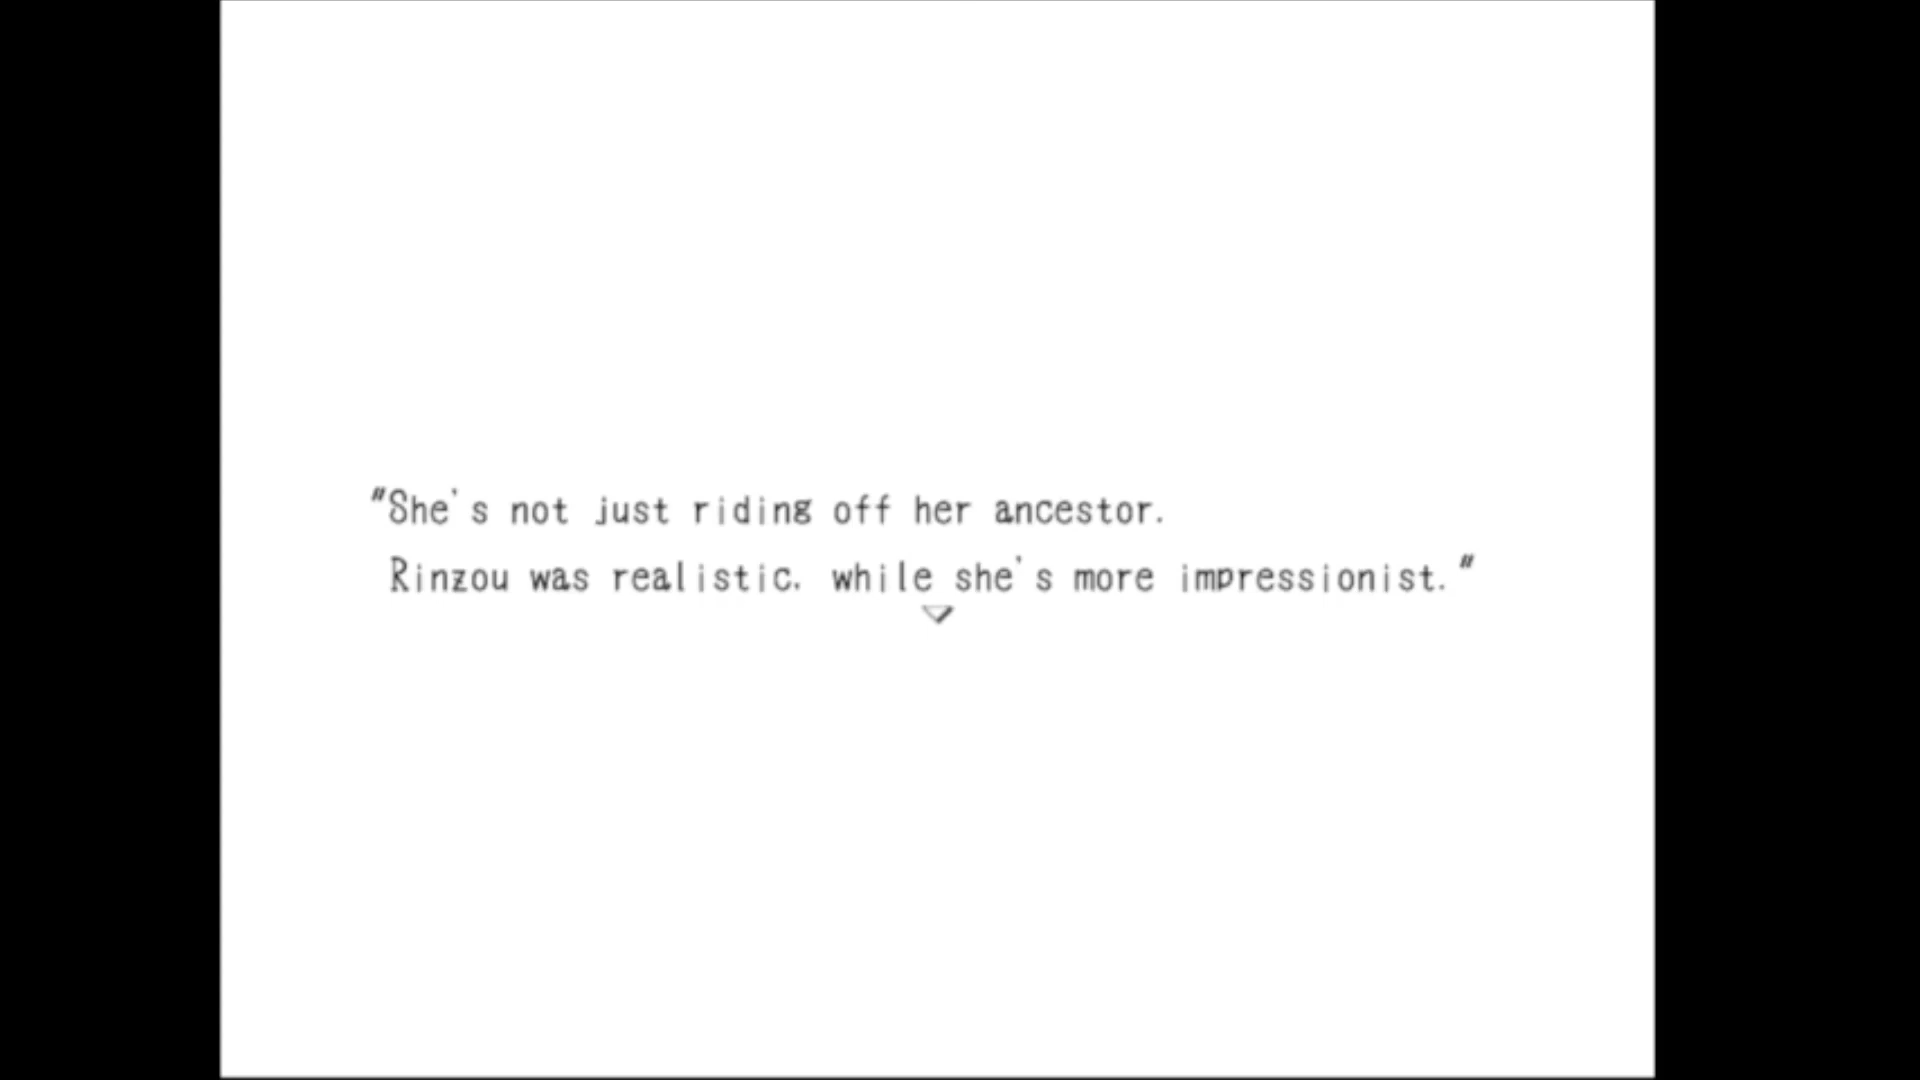 "She's not just riding off her ancestor.
Rinzou was realistic, while she's more impressionist."